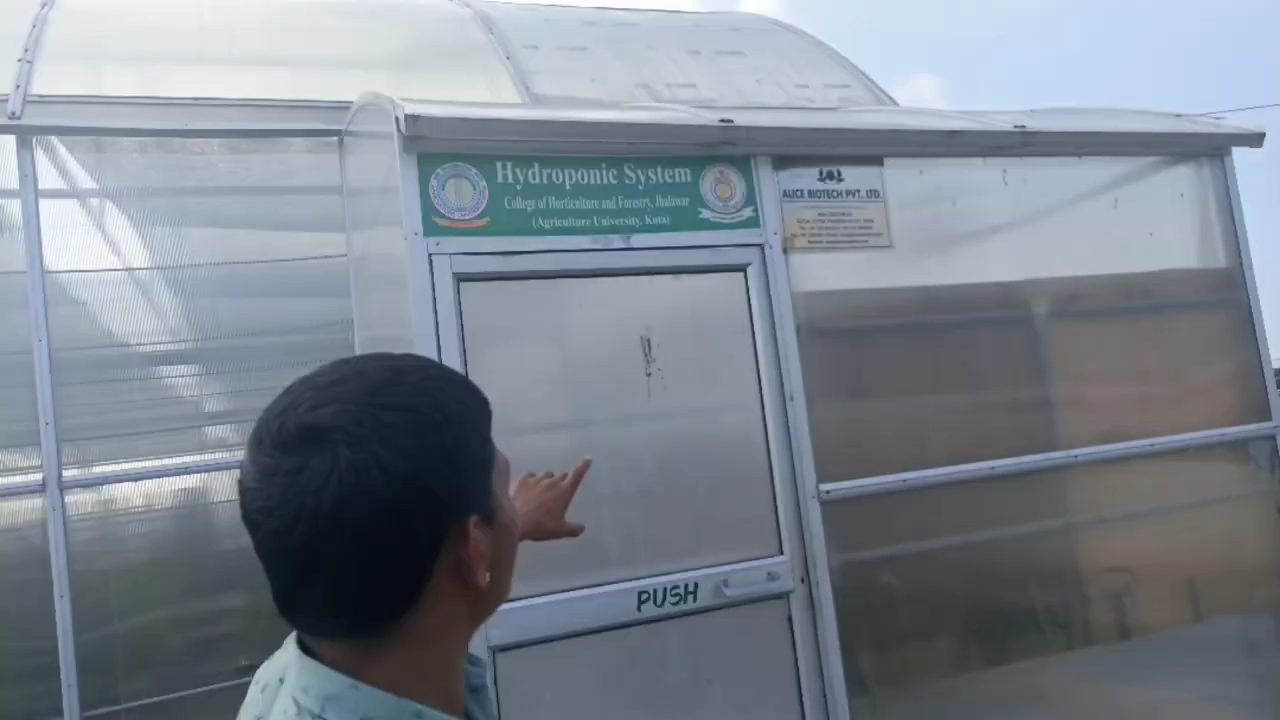 Hydroponic System
College of Horticulture and Forestry, Jhalawar
(Agriculture University, Kota)
ALICE BIOTECH PVT. LTD
PUSH